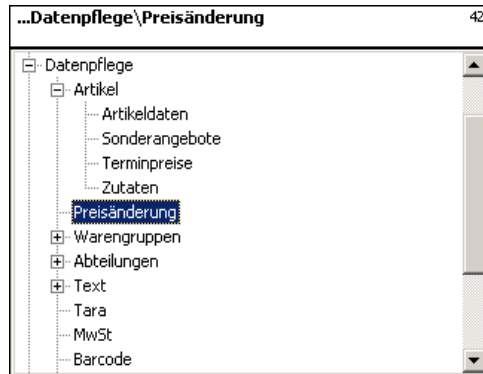 ...Datenpflege\Preisänderung 42
Datenpflege
Artikel
Artikeldaten
Sonderangebote
Terminpreise
Zutaten
Preisänderung
Warengruppen
Abteilungen
Text
Tara
MwSt
Barcode